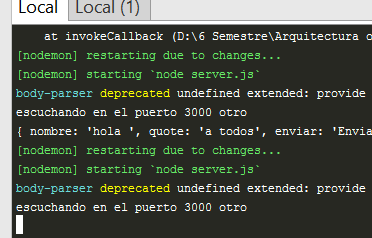 Local
Local (1)
at invokeCallback (D:\6 Semestre\Arquitectura o
[nodemon] restarting due to changes...
[nodemon] starting `node server.js`
body-parser deprecated undefined extended: provide
escuchando en el puerto 3000 otro
{ nombre: 'hola ', quote: 'a todos', enviar: 'Envia
[nodemon] restarting due to changes...
[nodemon] starting `node server.js`
body-parser deprecated undefined extended: provide
escuchando en el puerto 3000 otro